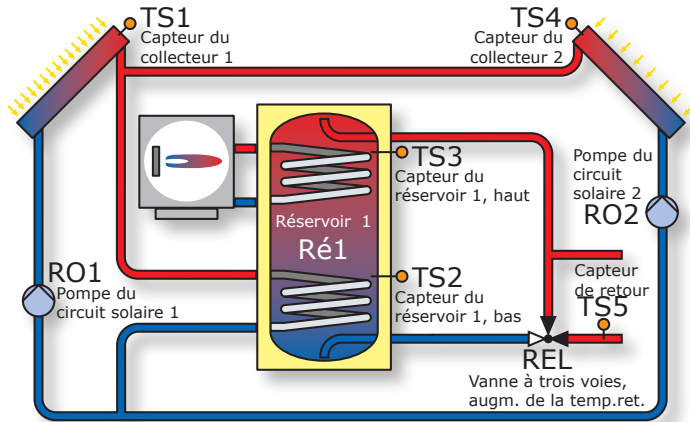 TS1
Capteur du
collecteur 1
TS4
Capteur du
collecteur 2
TS3
Capteur du
réservoir 1, haut
Pompe du
circuit
solaire 2
RO2
Réservoir 1
Ré1
RO1
Pompe du
circuit solaire 1
TS2
Capteur du
réservoir 1, bas
Capteur
de retour
TS5
REL
Vanne à trois voies,
augm. de la temp.ret.